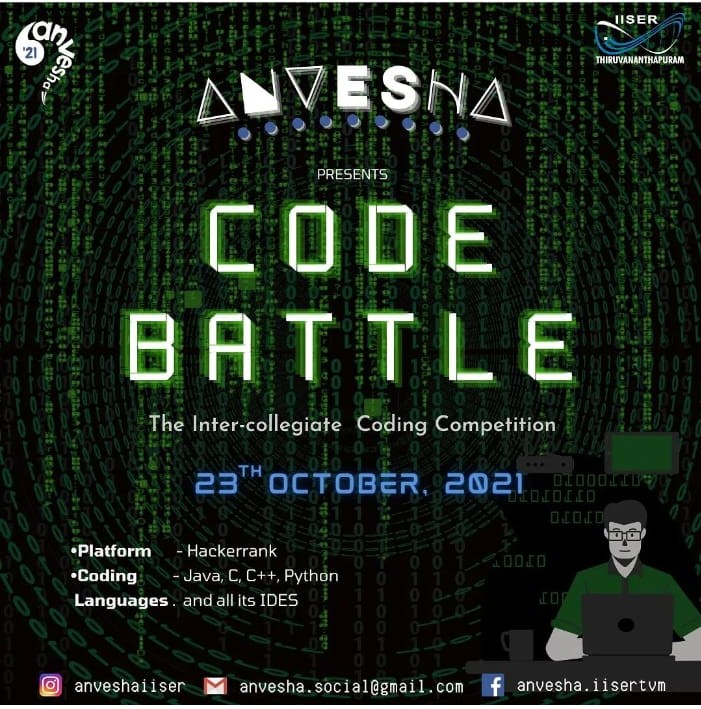 anvesha
'21
IISER
THIRUVANANTHAPURAM
ANVESHA
PRESENTS
CODE
BATTLE
The Inter-collegiate Coding Competition
23TH OCTOBER, 2021
•Platform - Hackerrank
•Coding - Java, C, C++, Python
Languages . and all its IDES
anveshaiiser anvesha.social@gmail.com anvesha.iisertvm